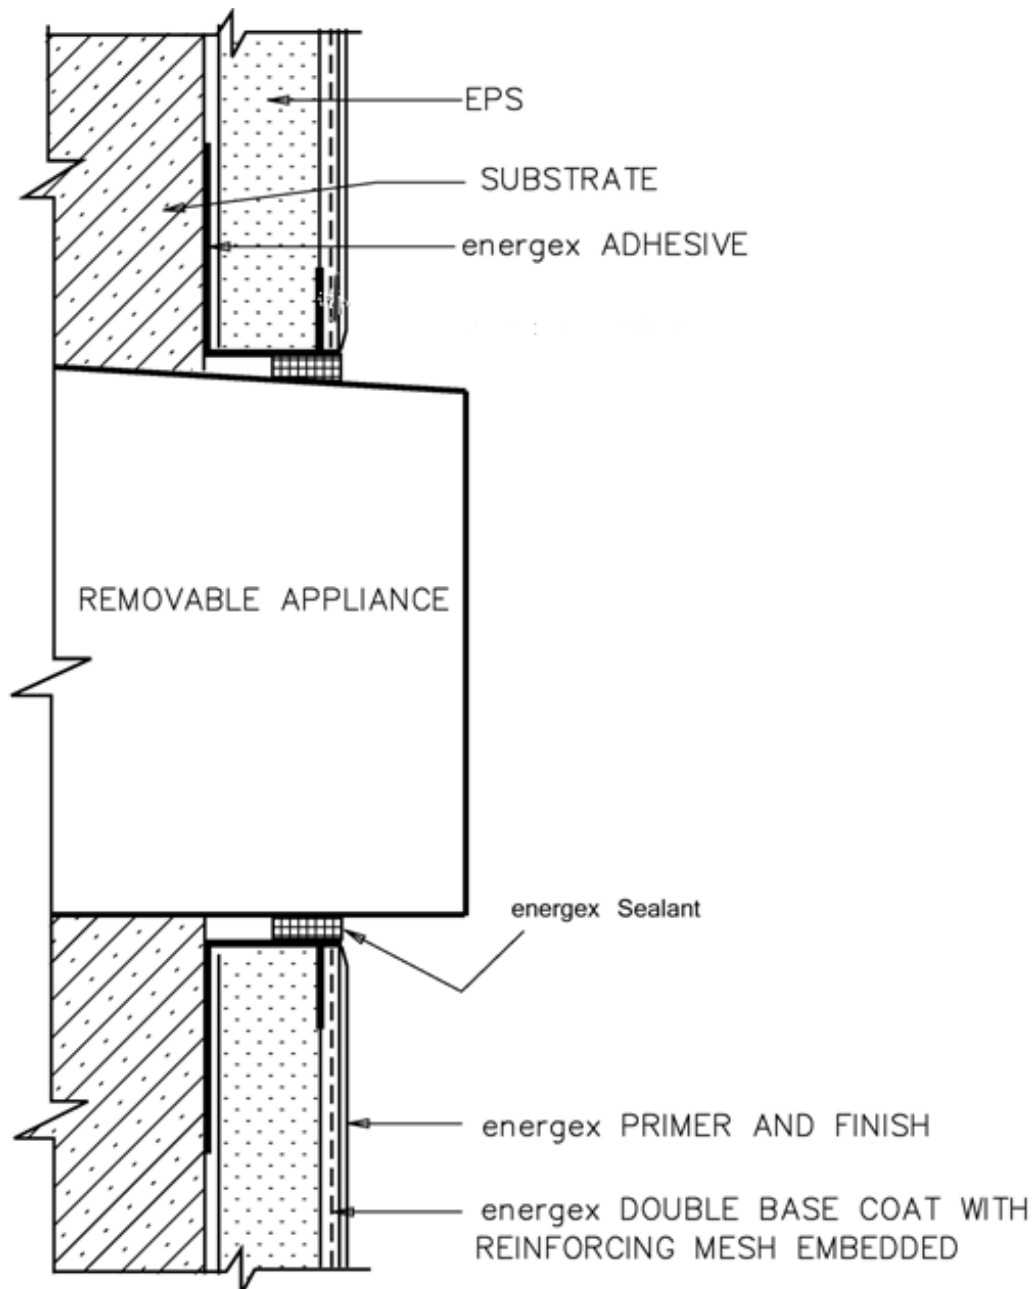 EPS
SUBSTRATE
energex ADHESIVE
REMOVABLE APPLIANCE
energex Sealant
energex PRIMER AND FINISH
energex DOUBLE BASE COAT WITH
REINFORCING MESH EMBEDDED